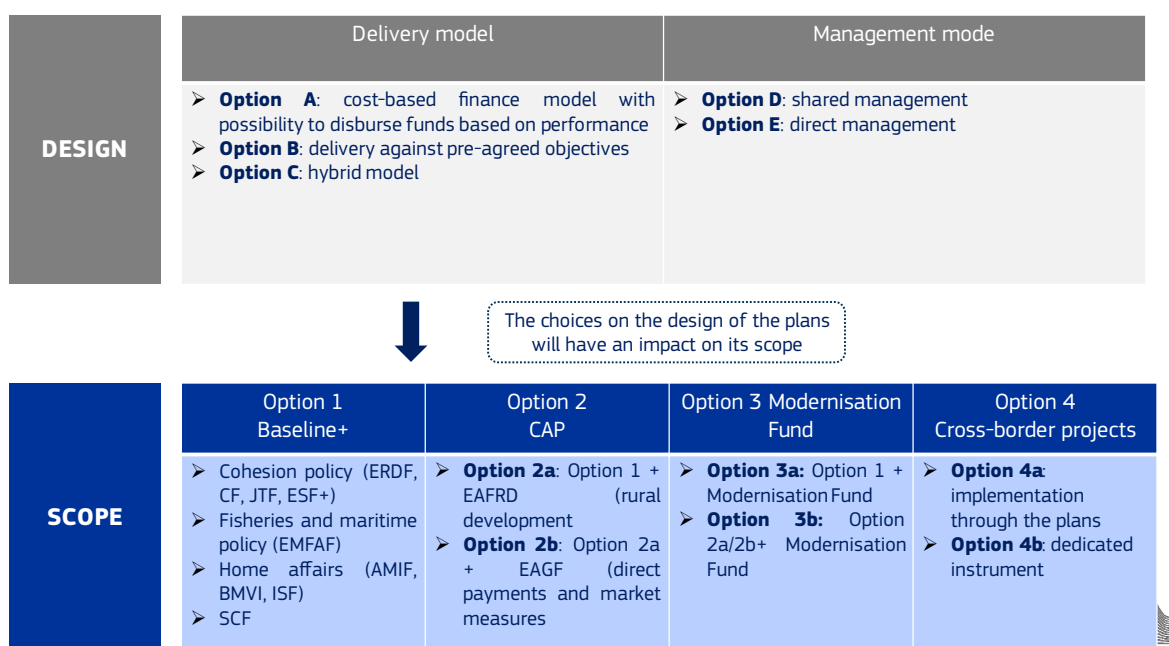 DESIGN
Delivery model
Management mode
➢ Option A: cost-based finance model with
possibility to disburse funds based on performance
➢ Option B: delivery against pre-agreed objectives
➢ Option C: hybrid model
➢ Option D: shared management
➢ Option E: direct management
The choices on the design of the plans
will have an impact on its scope
SCOPE
Option 1
Baseline+
Option 2
CAP
Option 3 Modernisation
Fund
Option 4
Cross-border projects
➢ Cohesion policy (ERDF,
CF, JTF, ESF+)
➢ Fisheries and maritime
policy (EMFAF)
➢ Home affairs (AMIF,
BMVI, ISF)
➢ SCF
➢ Option 2a: Option 1 +
EAFRD (rural
development
➢ Option 2b: Option 2a
+ EAGF (direct
payments and market
measures
➢ Option 3a: Option 1 +
Modernisation Fund
➢ Option 3b: Option
2a/2b+ Modernisation
Fund
➢ Option 4a:
implementation
through the plans
➢ Option 4b: dedicated
instrument